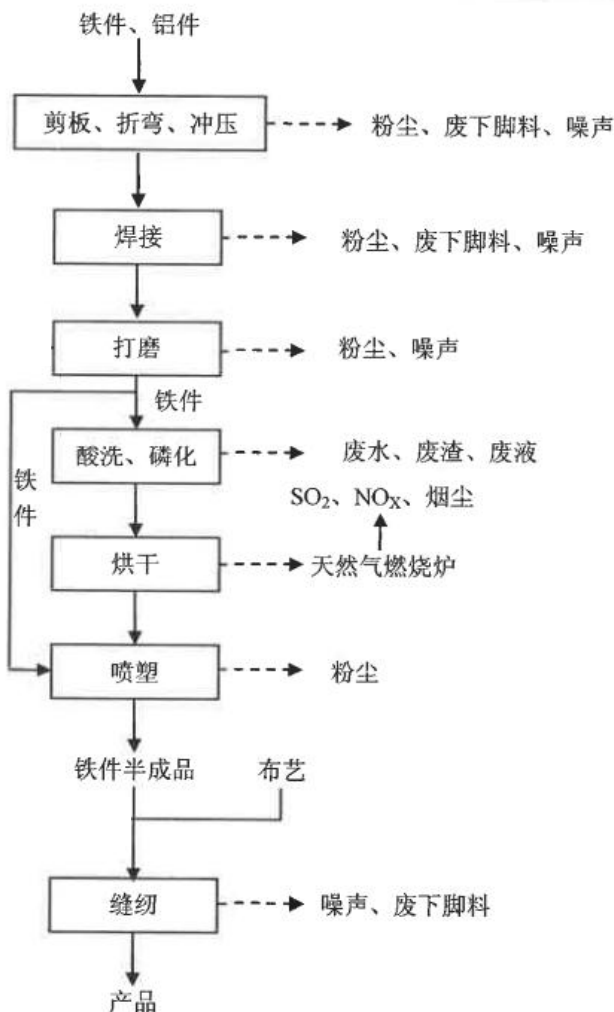 铁件、铝件
剪板、折弯、冲压
粉尘、废下脚料、噪声
焊接
粉尘、废下脚料、噪声
打磨
粉尘、噪声
铁件
酸洗、磷化
废水、废渣、废液
铁件
SO₂、NOX、烟尘
烘干
天然气燃烧炉
喷塑
粉尘
铁件半成品
布艺
缝纫
噪声、废下脚料
产品